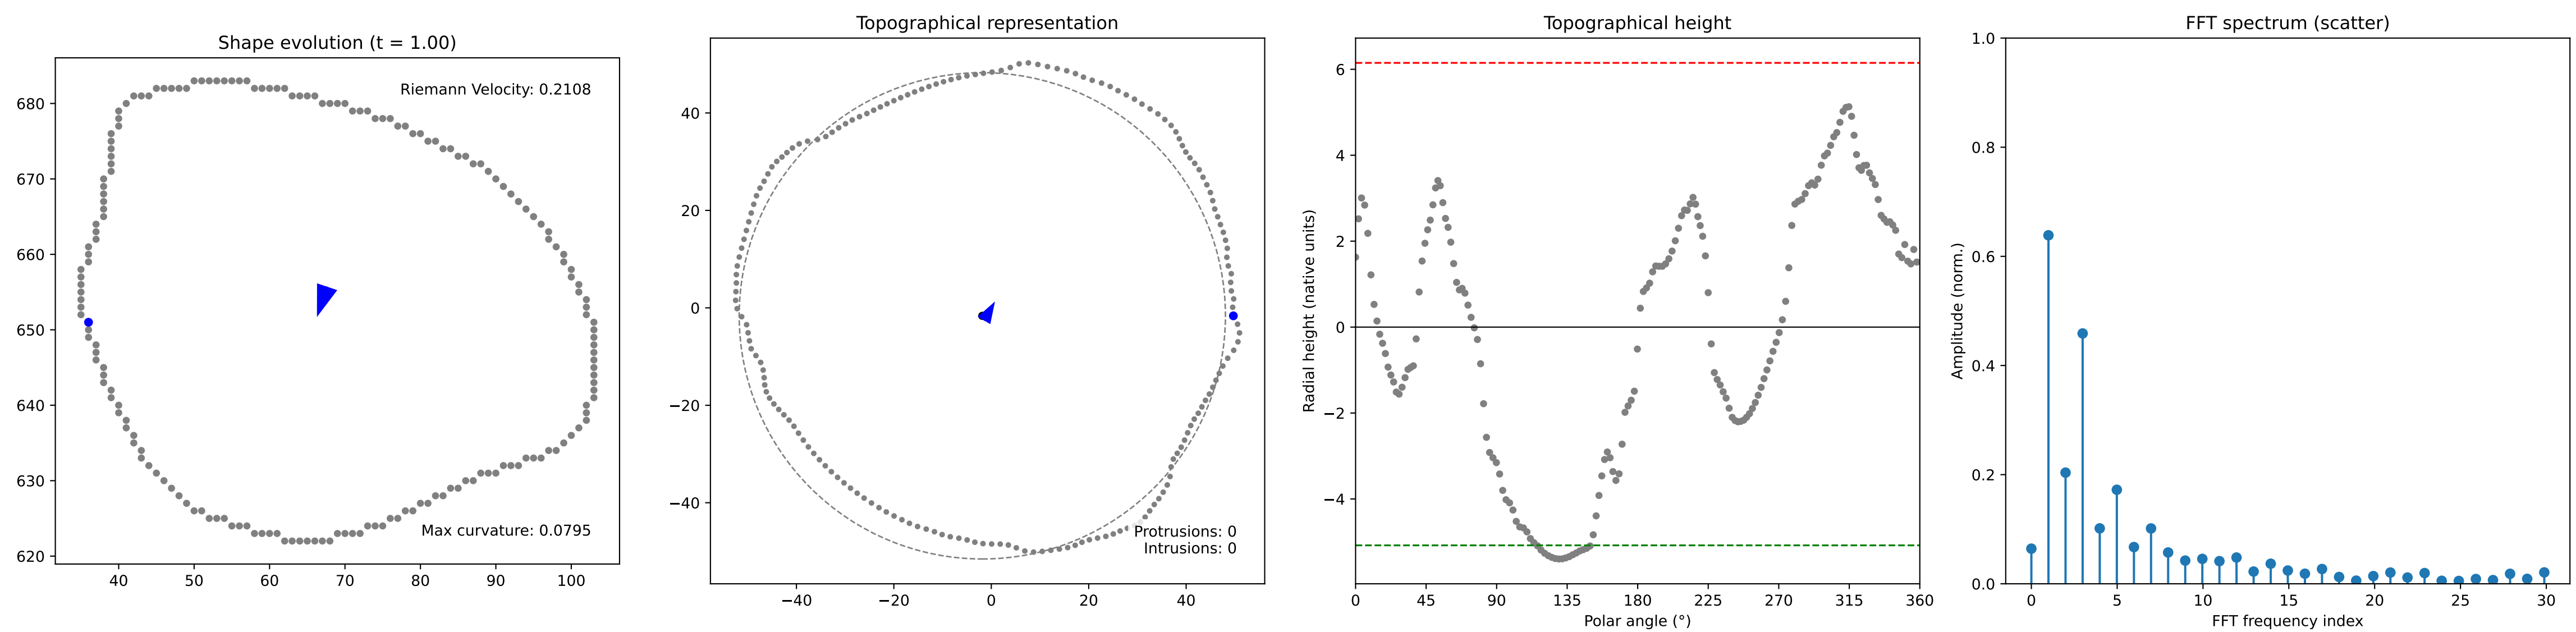 Shape evolution (t = 1.00)
Riemann Velocity: 0.2108
Max curvature: 0.0795
680
670
660
650
640
630
620
40 50 60 70 80 90 100
Topographical representation
40
20
0
−20
−40
Protrusions: 0
Intrusions: 0
−40 −20 0 20 40
Topographical height
Radial height (native units)
6
4
2
0
−2
−4
0 45 90 135 180 225 270 315 360
Polar angle (°)
FFT spectrum (scatter)
Amplitude (norm.)
1.0
0.8
0.6
0.4
0.2
0.0
0 5 10 15 20 25 30
FFT frequency index